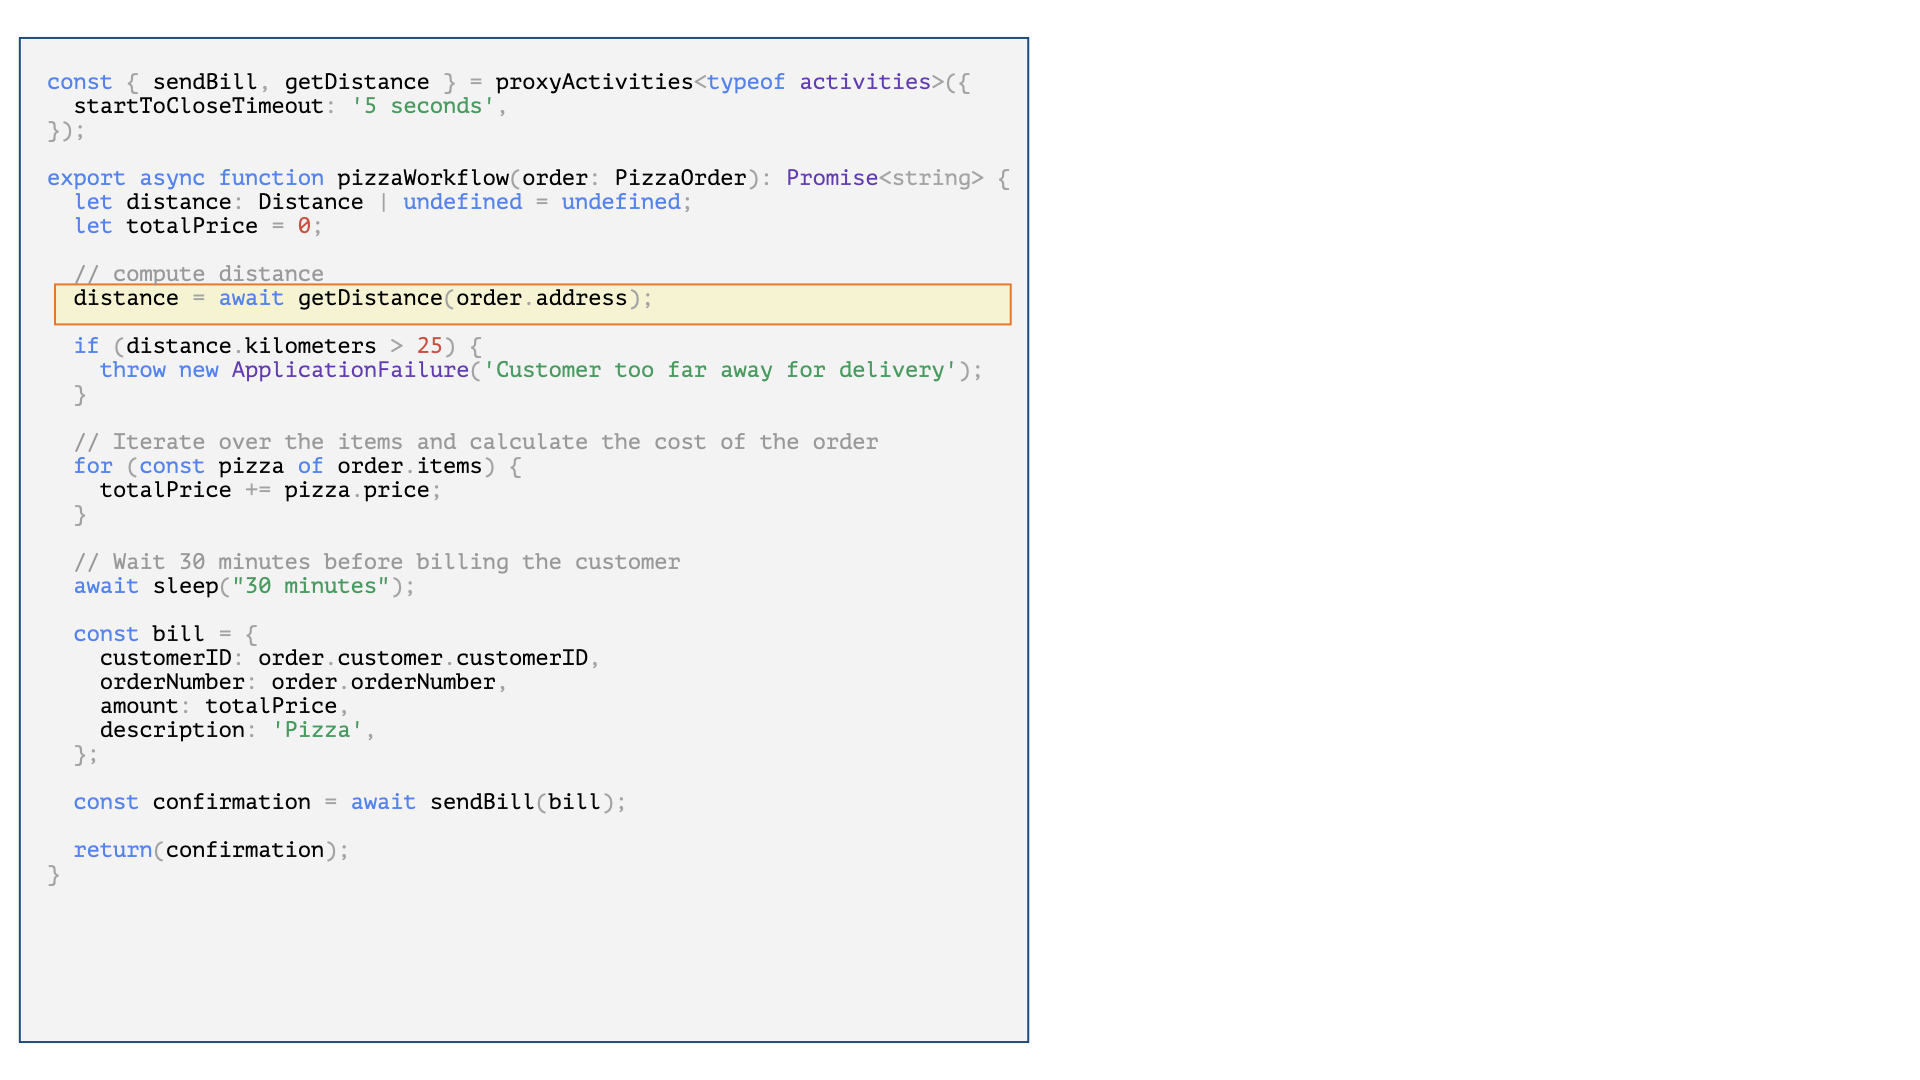 const { sendBill, getDistance } = proxyActivities<typeof activities>({
  startToCloseTimeout: '5 seconds',
});

export async function pizzaWorkflow(order: PizzaOrder): Promise<string> {
  let distance: Distance | undefined = undefined;
  let totalPrice = 0;

  // compute distance
  distance = await getDistance(order.address);

  if (distance.kilometers > 25) {
    throw new ApplicationFailure('Customer too far away for delivery');
  }

  // Iterate over the items and calculate the cost of the order
  for (const pizza of order.items) {
    totalPrice += pizza.price;
  }

  // Wait 30 minutes before billing the customer
  await sleep("30 minutes");

  const bill = {
    customerID: order.customer.customerID,
    orderNumber: order.orderNumber,
    amount: totalPrice,
    description: 'Pizza',
  };

  const confirmation = await sendBill(bill);

  return(confirmation);
}